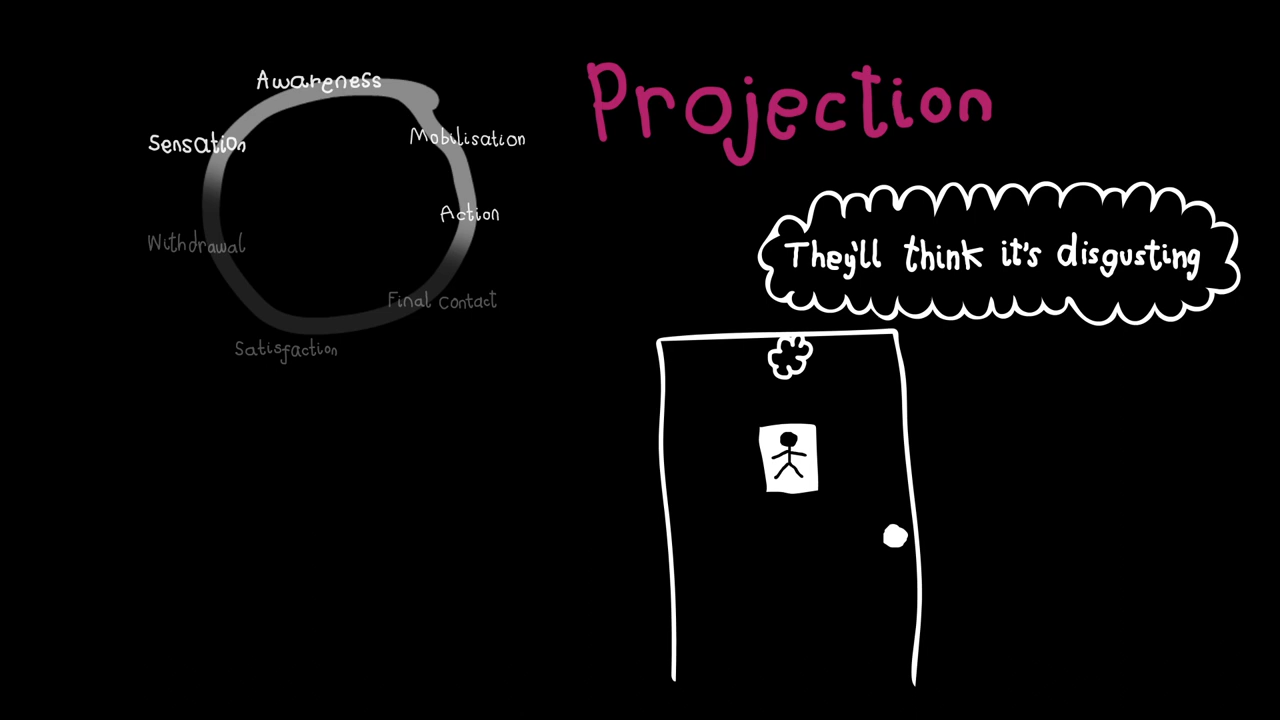 Projection
Awareness
Sensation
Mobilisation
Action
Withdrawal
Final Contact
Satisfaction
They'll think it's disgusting